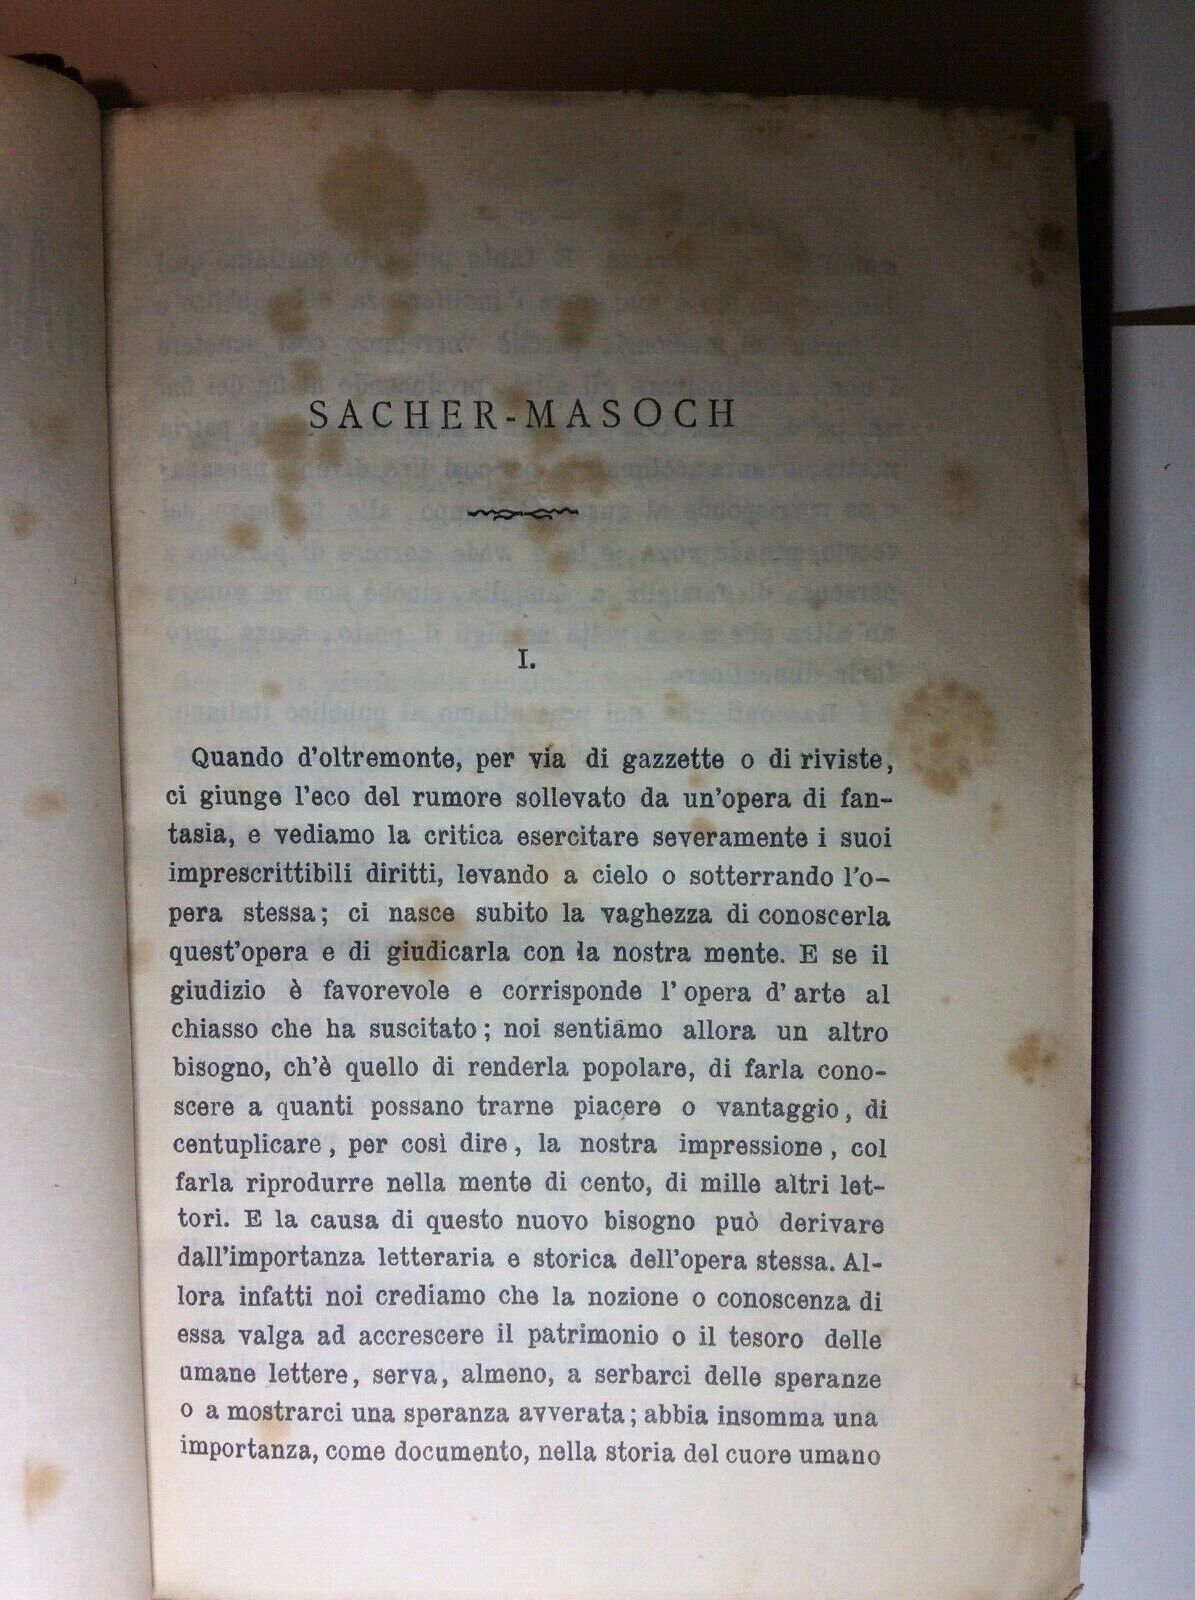 SACHER-MASOCH
I.
Quando d'oltremonte, per via di gazzette o di riviste,
ci giunge l'eco del rumore sollevato da un'opera di fan-
tasia, e vediamo la critica esercitare severamente i suoi
imprescrittibili diritti, levando a cielo o sotterrando l'o-
pera stessa; ci nasce subito la vaghezza di conoscerla
quest'opera e di giudicarla con la nostra mente. E se il
giudizio è favorevole e corrisponde l'opera d'arte al
chiasso che ha suscitato; noi sentiamo allora un altro
bisogno, ch'è quello di renderla popolare, di farla cono-
scere a quanti possano trarne piacere o vantaggio, di
centuplicare, per così dire, la nostra impressione, col
farla riprodurre nella mente di cento, di mille altri let-
tori. E la causa di questo nuovo bisogno può derivare
dall'importanza letteraria e storica dell'opera stessa. Al-
lora infatti noi crediamo che la nozione o conoscenza di
essa valga ad accrescere il patrimonio o il tesoro delle
umane lettere, serva, almeno, a serbarci delle speranze
o a mostrarci una speranza avverata; abbia insomma una
importanza, come documento, nella storia del cuore umano